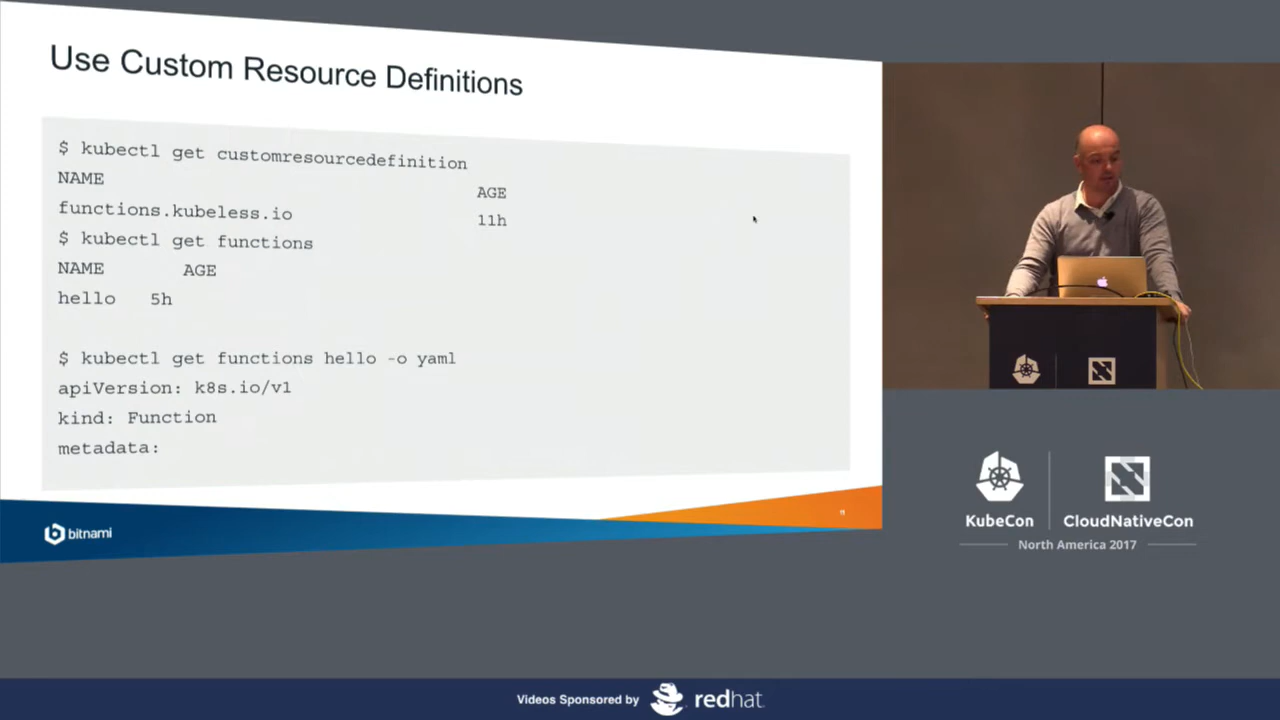 Use Custom Resource Definitions
$ kubectl get customresourcedefinition
NAME AGE
functions.kubeless.io 11h
$ kubectl get functions
NAME AGE
hello 5h
$ kubectl get functions hello -o yaml
apiVersion: k8s.io/v1
kind: Function
metadata:
bitnami
11
KubeCon
CloudNativeCon
North America 2017
Videos Sponsored by redhat.